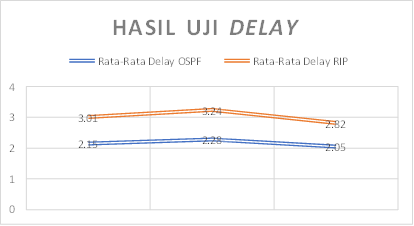 HASIL UJI DELAY
Rata-Rata Delay OSPF Rata-Rata Delay RIP
4
3
2
1
0
3.01 3.24 2.82
2.15 2.28 2.05